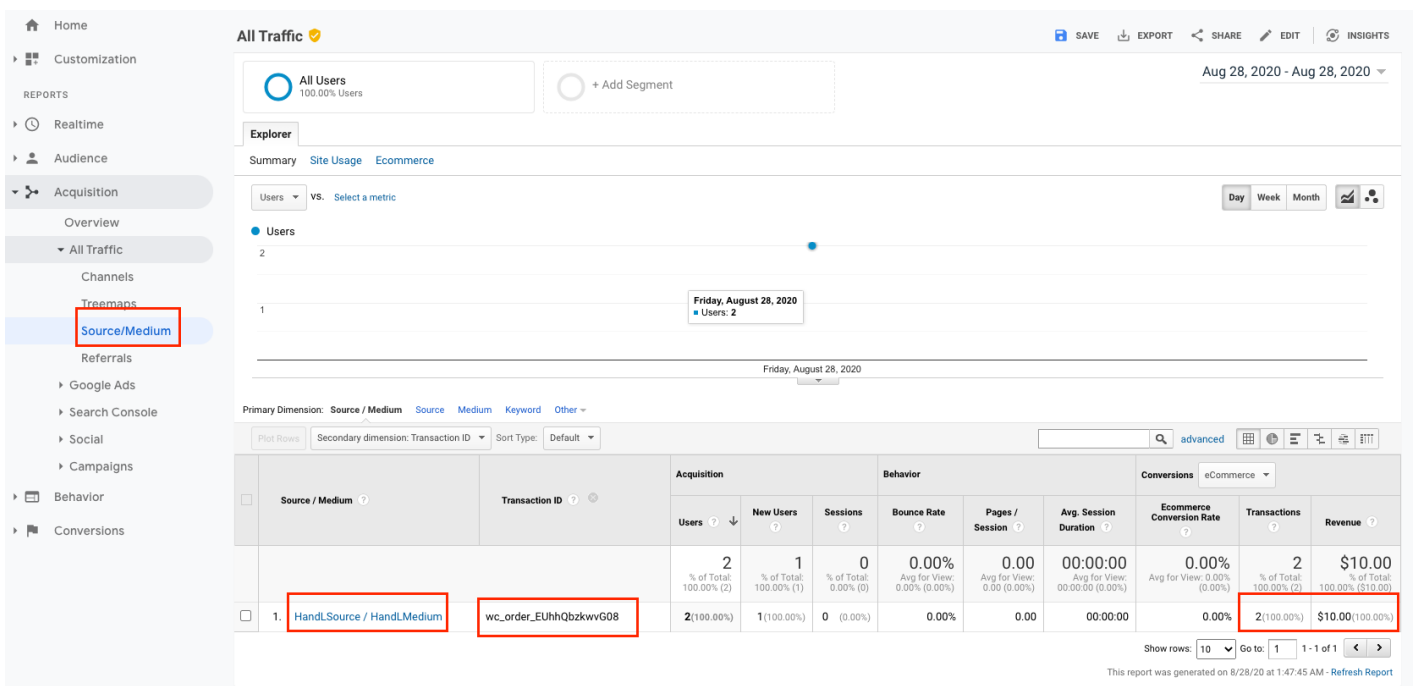 Home
Customization
REPORTS
Realtime
Audience
Acquisition
Overview
All Traffic
Channels
Treemaps
Source/Medium
Referrals
Google Ads
Search Console
Social
Campaigns
Behavior
Conversions
All Traffic
SAVE EXPORT SHARE EDIT INSIGHTS
All Users
100.00% Users
+ Add Segment
Aug 28, 2020 - Aug 28, 2020
Explorer
Summary Site Usage Ecommerce
Users VS. Select a metric
Day Week Month
Users
2
1
Friday, August 28, 2020
Users: 2
Friday, August 28, 2020
Primary Dimension: Source / Medium Source Medium Keyword Other
Plot Rows Secondary dimension: Transaction ID Sort Type: Default
advanced
Source / Medium ?
Transaction ID ?
Acquisition
Behavior
Conversions eCommerce
Users ?
New Users ?
Sessions ?
Bounce Rate ?
Pages / Session ?
Avg. Session Duration ?
Ecommerce Conversion Rate ?
Transactions ?
Revenue ?
2
% of Total: 100.00% (2)
1
% of Total: 100.00% (1)
0
% of Total: 0.00% (0)
0.00%
Avg for View: 0.00% (0.00%)
0.00
Avg for View: 0.00 (0.00%)
00:00:00
Avg for View: 00:00:00 (0.00%)
0.00%
Avg for View: 0.00% (0.00%)
2
% of Total: 100.00% (2)
$10.00
% of Total: 100.00% ($10.00)
1. HandLSource / HandLMedium wc_order_EUhhQbzkwvG08 2(100.00%) 1(100.00%) 0 (0.00%) 0.00% 0.00 00:00:00 0.00% 2(100.00%) $10.00(100.00%)
Show rows: 10 Go to: 1 1 - 1 of 1
This report was generated on 8/28/20 at 1:47:45 AM - Refresh Report